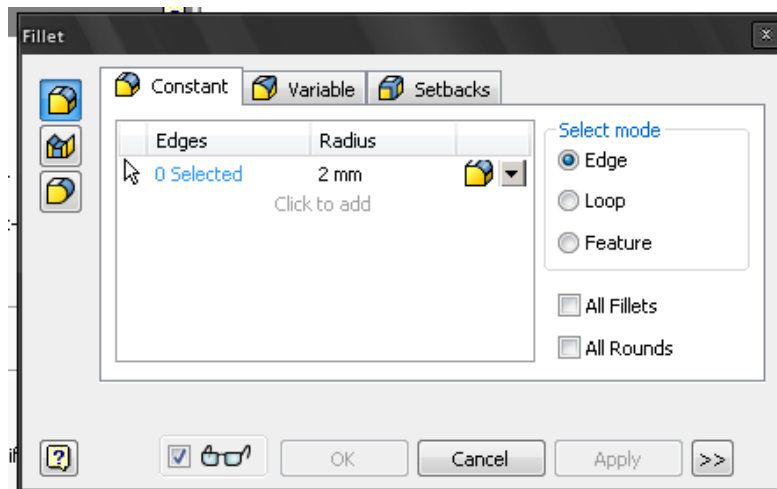 Fillet
Constant Variable Setbacks
Edges Radius
0 Selected 2 mm
Click to add
Select mode
Edge
Loop
Feature
All Fillets
All Rounds
OK Cancel Apply >>